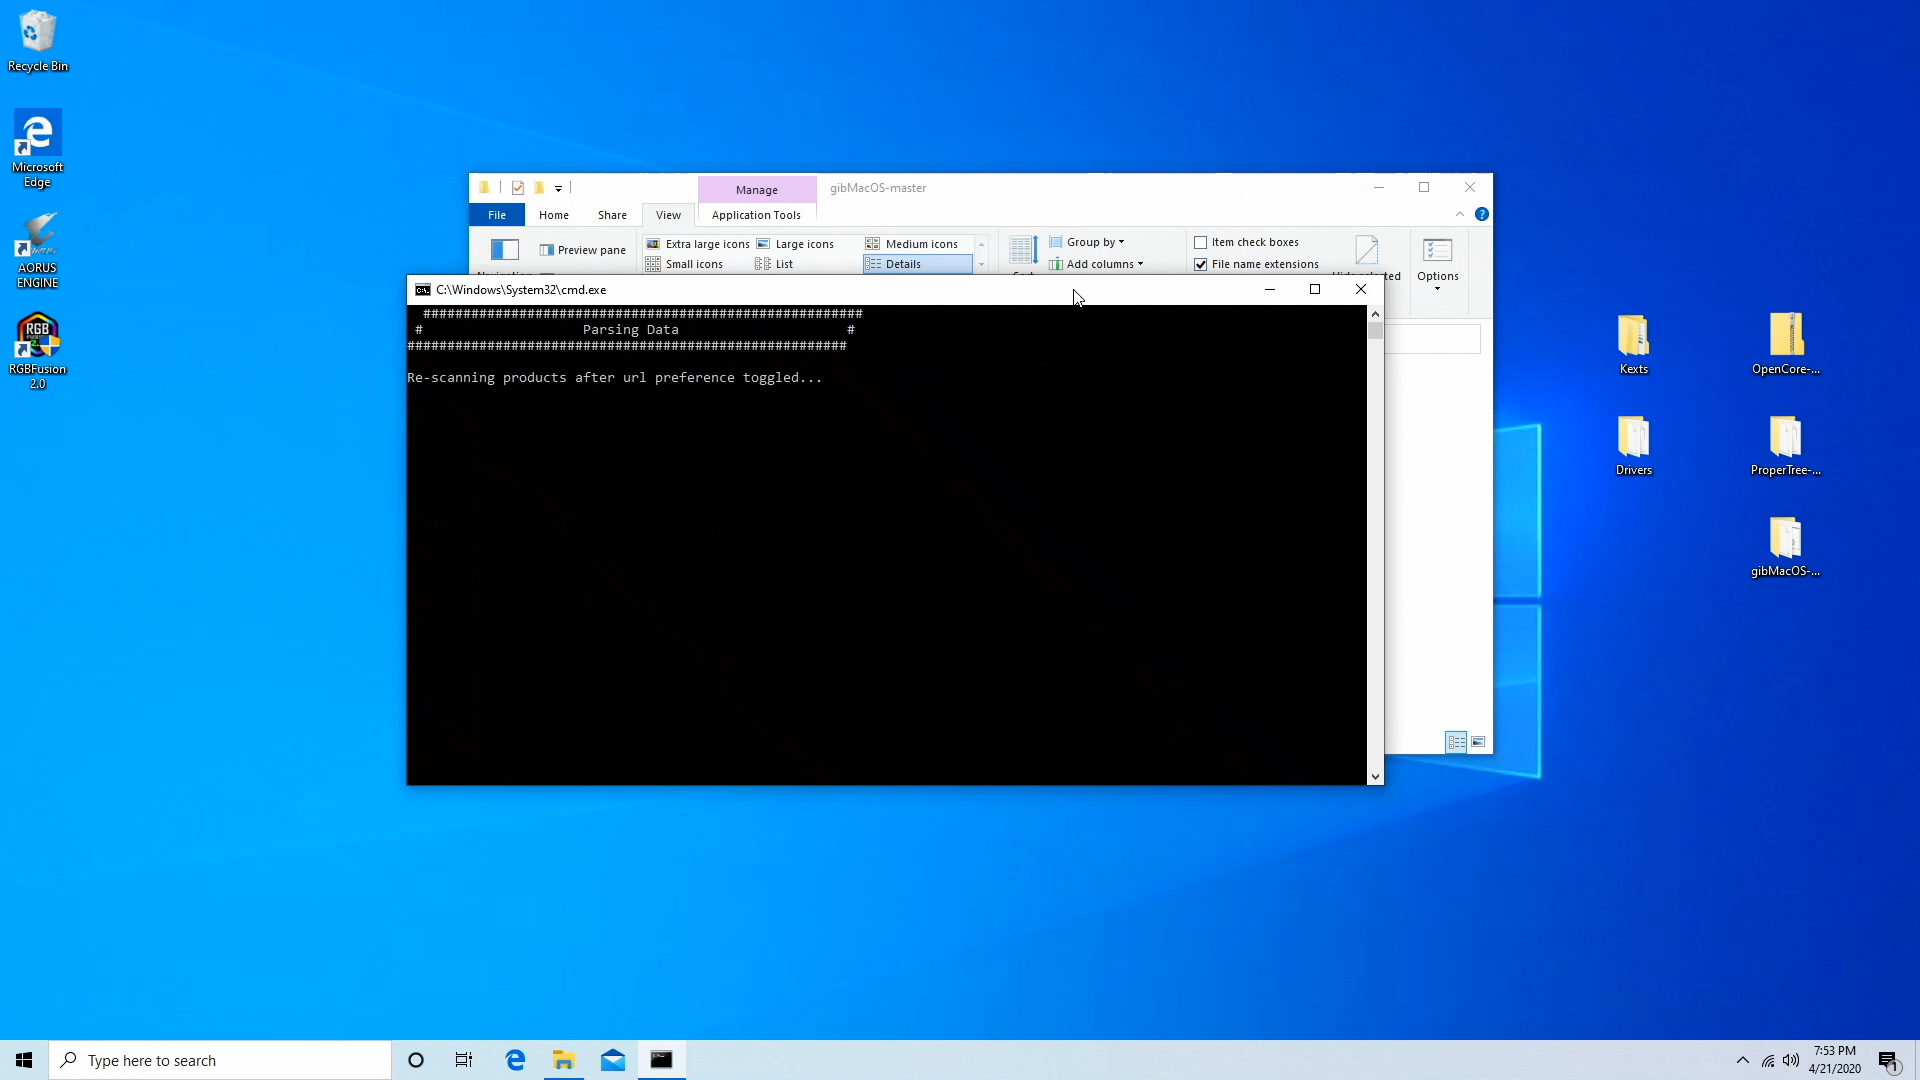 Recycle Bin
Microsoft
Edge
AORUS
ENGINE
RGBFusion
2.0
Manage
gibMacOS-master
File
Home
Share
View
Application Tools
Preview pane
Extra large icons
Large icons
Medium icons
Small icons
List
Details
Group by
Add columns
Item check boxes
File name extensions
Options
C:\Windows\System32\cmd.exe
#######################################################
# Parsing Data #
#######################################################
Re-scanning products after url preference toggled...
Kexts
OpenCore-...
Drivers
ProperTree-...
gibMacOS-...
Type here to search
7:53 PM
4/21/2020
1